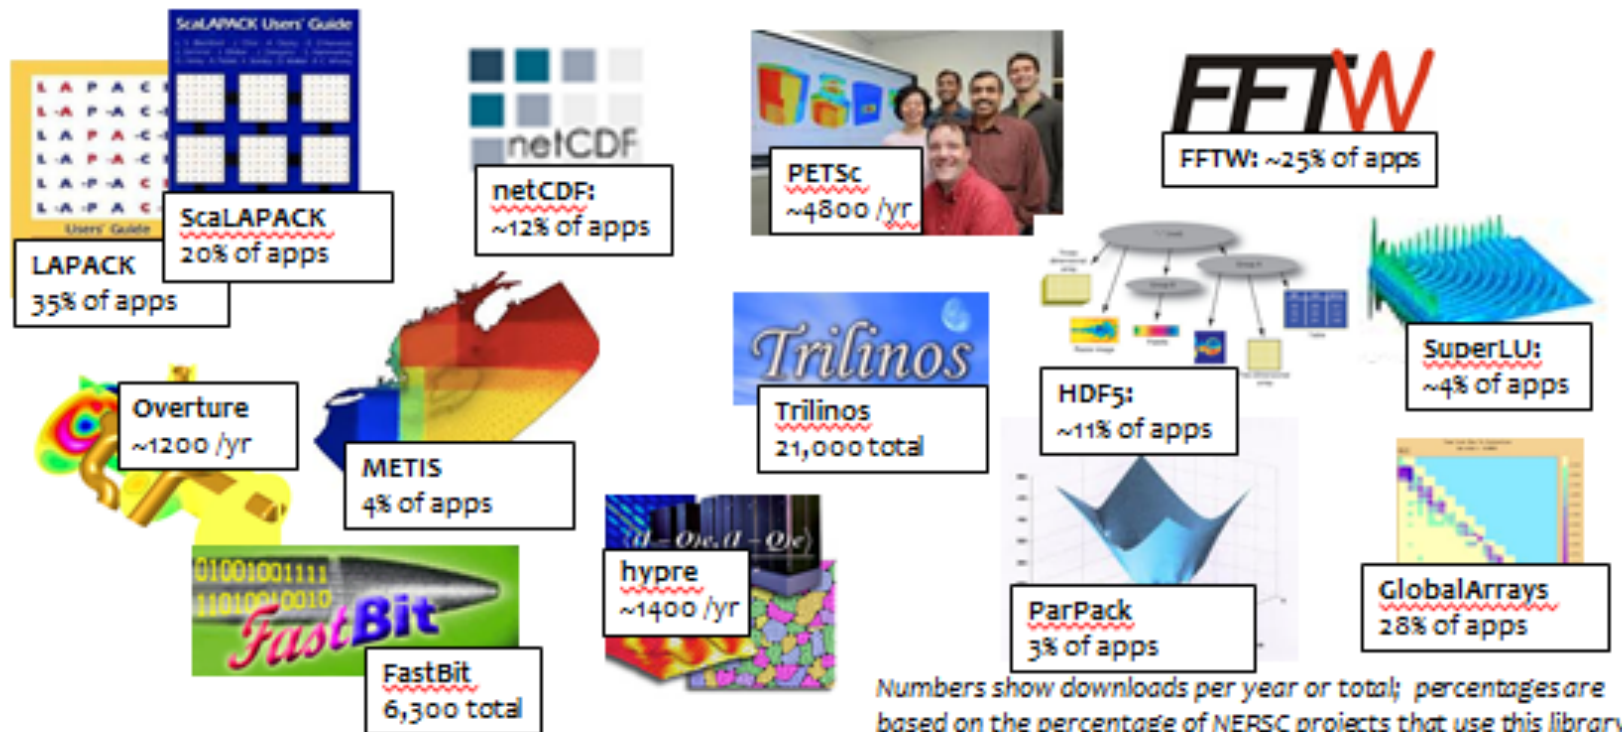 ScaLAPACK Users' Guide
L A P A C
L -A P -A C -
L A P A C
L -A P -A C
L A -P -A C
L -A -P A C -
Users' Guide
LAPACK
35% of apps
ScaLAPACK
20% of apps
netCDF
netCDF:
~12% of apps
PETSc
~4800 /yr
FFTW
FFTW: ~25% of apps
Overture
~1200 /yr
METIS
4% of apps
Trilinos
Trilinos
21,000 total
HDF5:
~11% of apps
SuperLU:
~4% of apps
01001001111
11010010010
FastBit
FastBit
6,300 total
⟨(I – Q)e, (I – Q)e⟩
hypre
~1400 /yr
ParPack
3% of apps
GlobalArrays
28% of apps
Numbers show downloads per year or total; percentages are
based on the percentage of NERSC projects that use this library